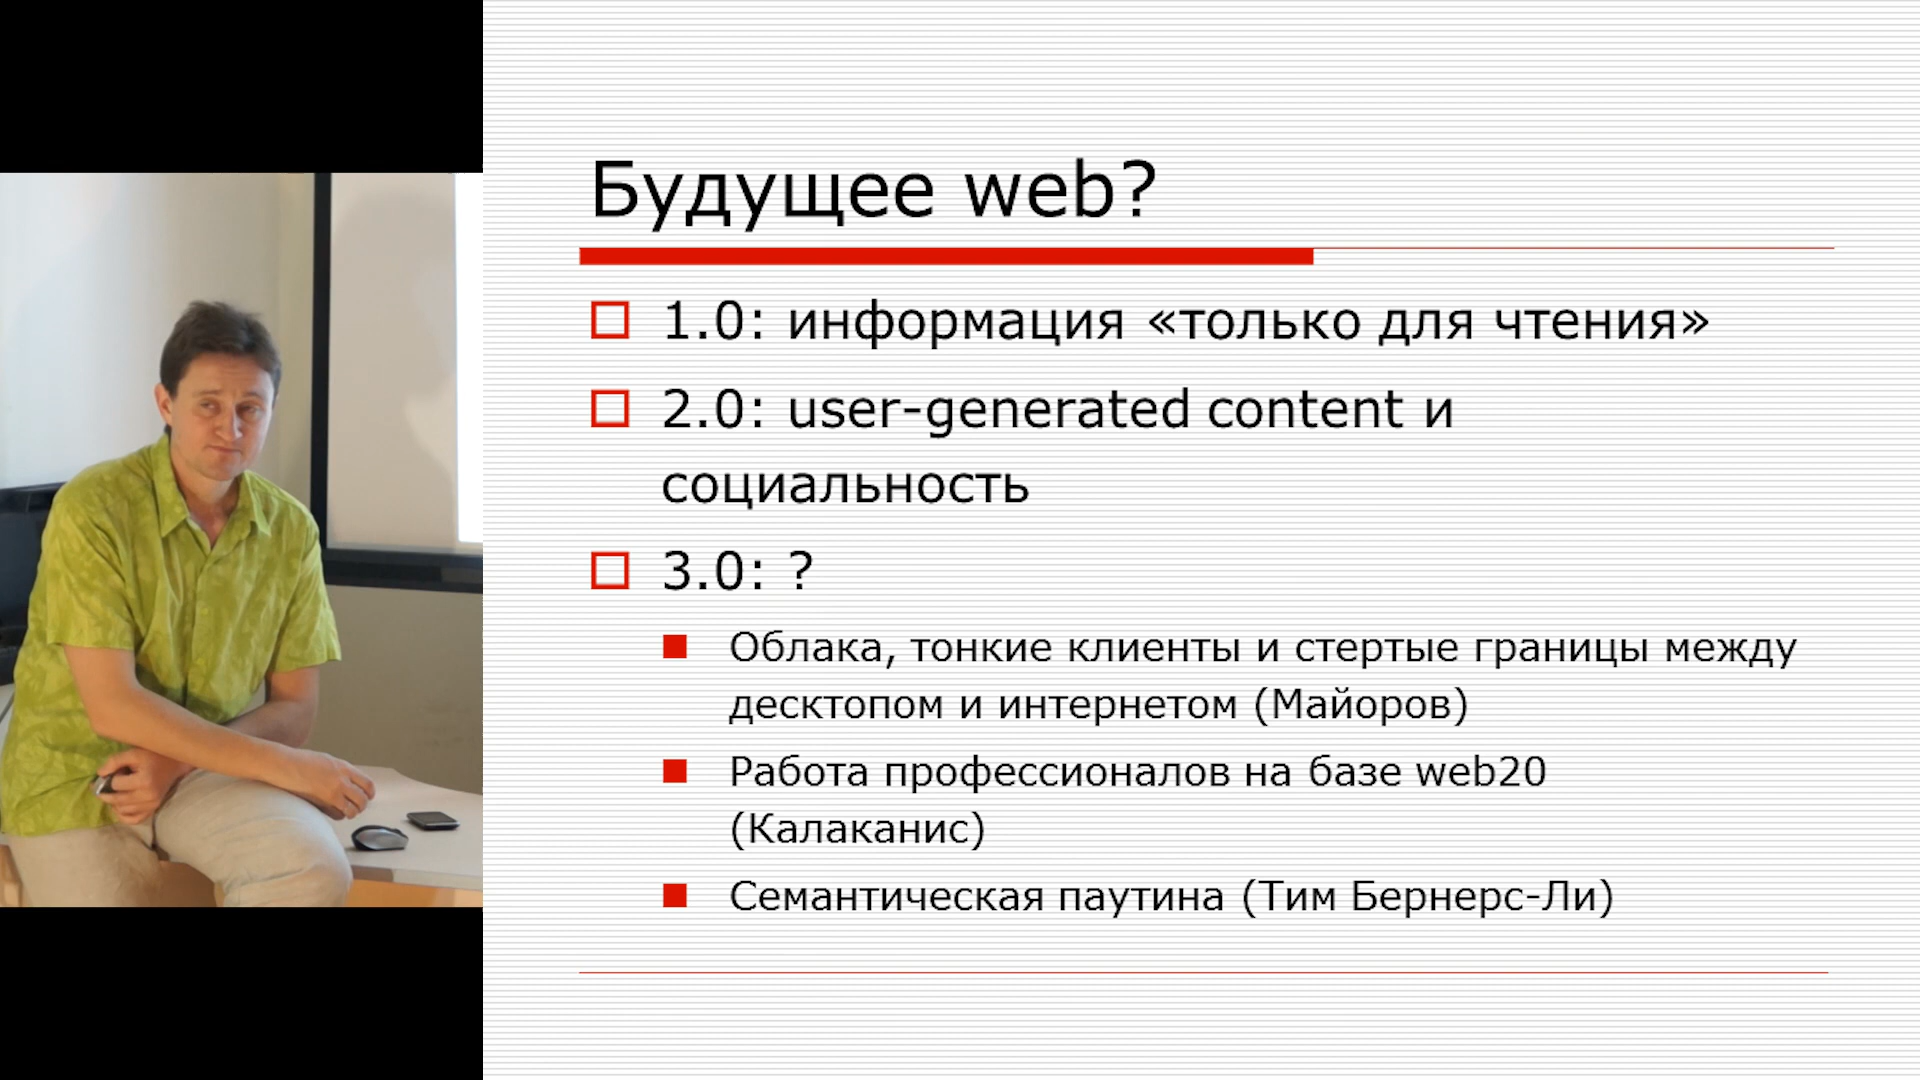 Будущее web?
1.0: информация «только для чтения»
2.0: user-generated content и
социальность
3.0: ?
Облака, тонкие клиенты и стертые границы между
десктопом и интернетом (Майоров)
Работа профессионалов на базе web20
(Калаканис)
Семантическая паутина (Тим Бернерс-Ли)